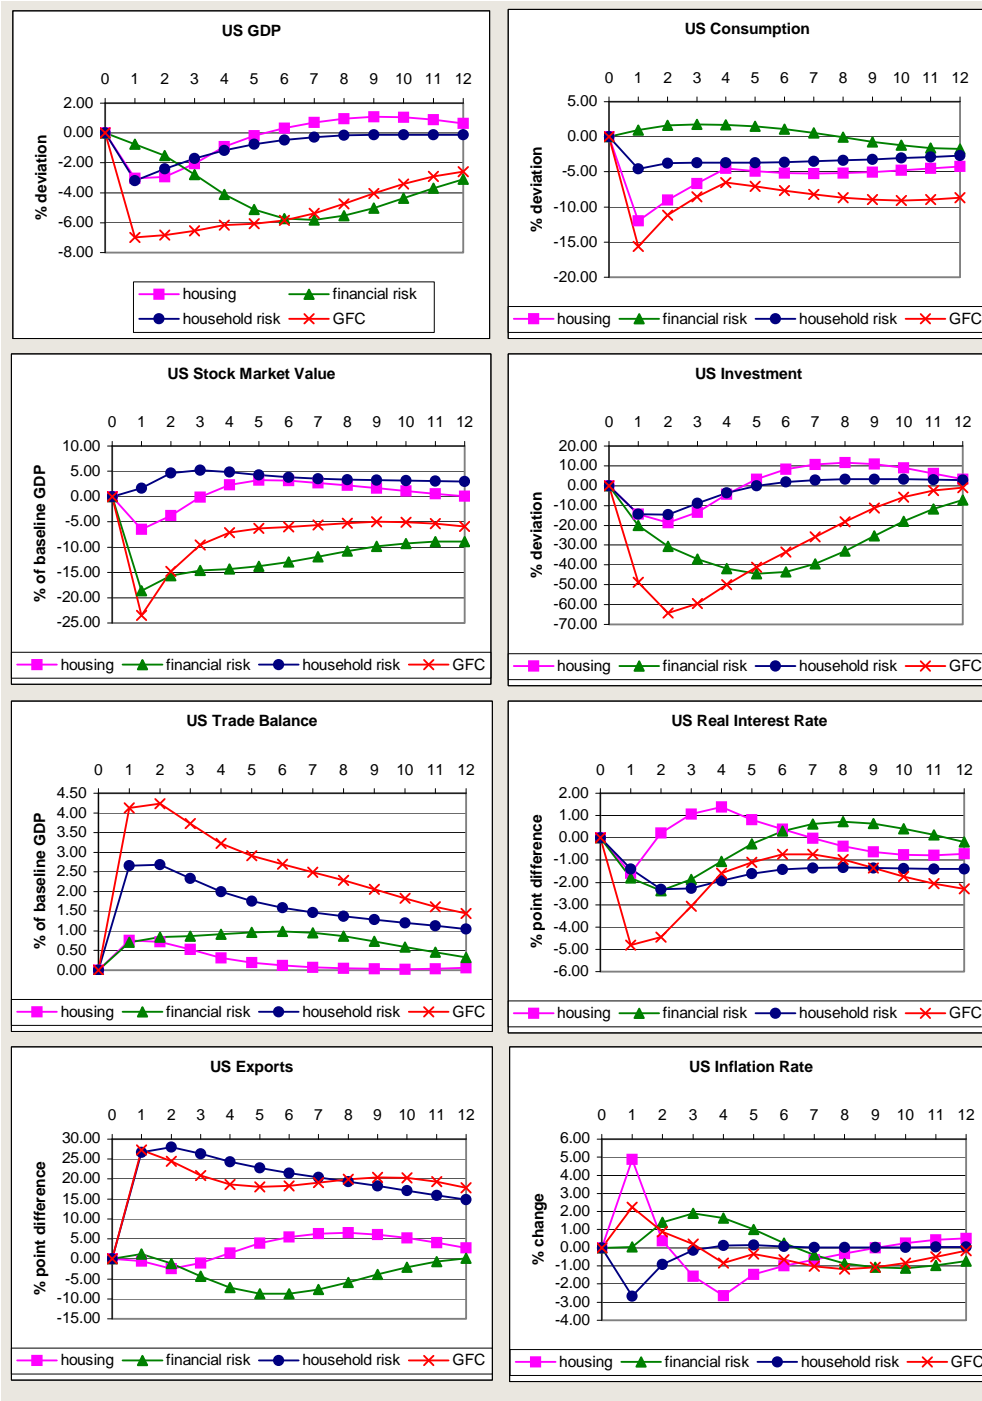 US GDP
0 1 2 3 4 5 6 7 8 9 10 11 12
2.00
0.00
-2.00
-4.00
-6.00
-8.00
% deviation
housing financial risk
household risk GFC
US Consumption
0 1 2 3 4 5 6 7 8 9 10 11 12
5.00
0.00
-5.00
-10.00
-15.00
-20.00
% deviation
housing financial risk household risk GFC
US Stock Market Value
0 1 2 3 4 5 6 7 8 9 10 11 12
10.00
5.00
0.00
-5.00
-10.00
-15.00
-20.00
-25.00
% of baseline GDP
housing financial risk household risk GFC
US Investment
0 1 2 3 4 5 6 7 8 9 10 11 12
20.00
10.00
0.00
-10.00
-20.00
-30.00
-40.00
-50.00
-60.00
-70.00
% deviation
housing financial risk household risk GFC
US Trade Balance
0 1 2 3 4 5 6 7 8 9 10 11 12
4.50
4.00
3.50
3.00
2.50
2.00
1.50
1.00
0.50
0.00
% of baseline GDP
housing financial risk household risk GFC
US Real Interest Rate
0 1 2 3 4 5 6 7 8 9 10 11 12
2.00
1.00
0.00
-1.00
-2.00
-3.00
-4.00
-5.00
-6.00
% point difference
housing financial risk household risk GFC
US Exports
0 1 2 3 4 5 6 7 8 9 10 11 12
30.00
25.00
20.00
15.00
10.00
5.00
0.00
-5.00
-10.00
-15.00
% point difference
housing financial risk household risk GFC
US Inflation Rate
0 1 2 3 4 5 6 7 8 9 10 11 12
6.00
5.00
4.00
3.00
2.00
1.00
0.00
-1.00
-2.00
-3.00
-4.00
% change
housing financial risk household risk GFC